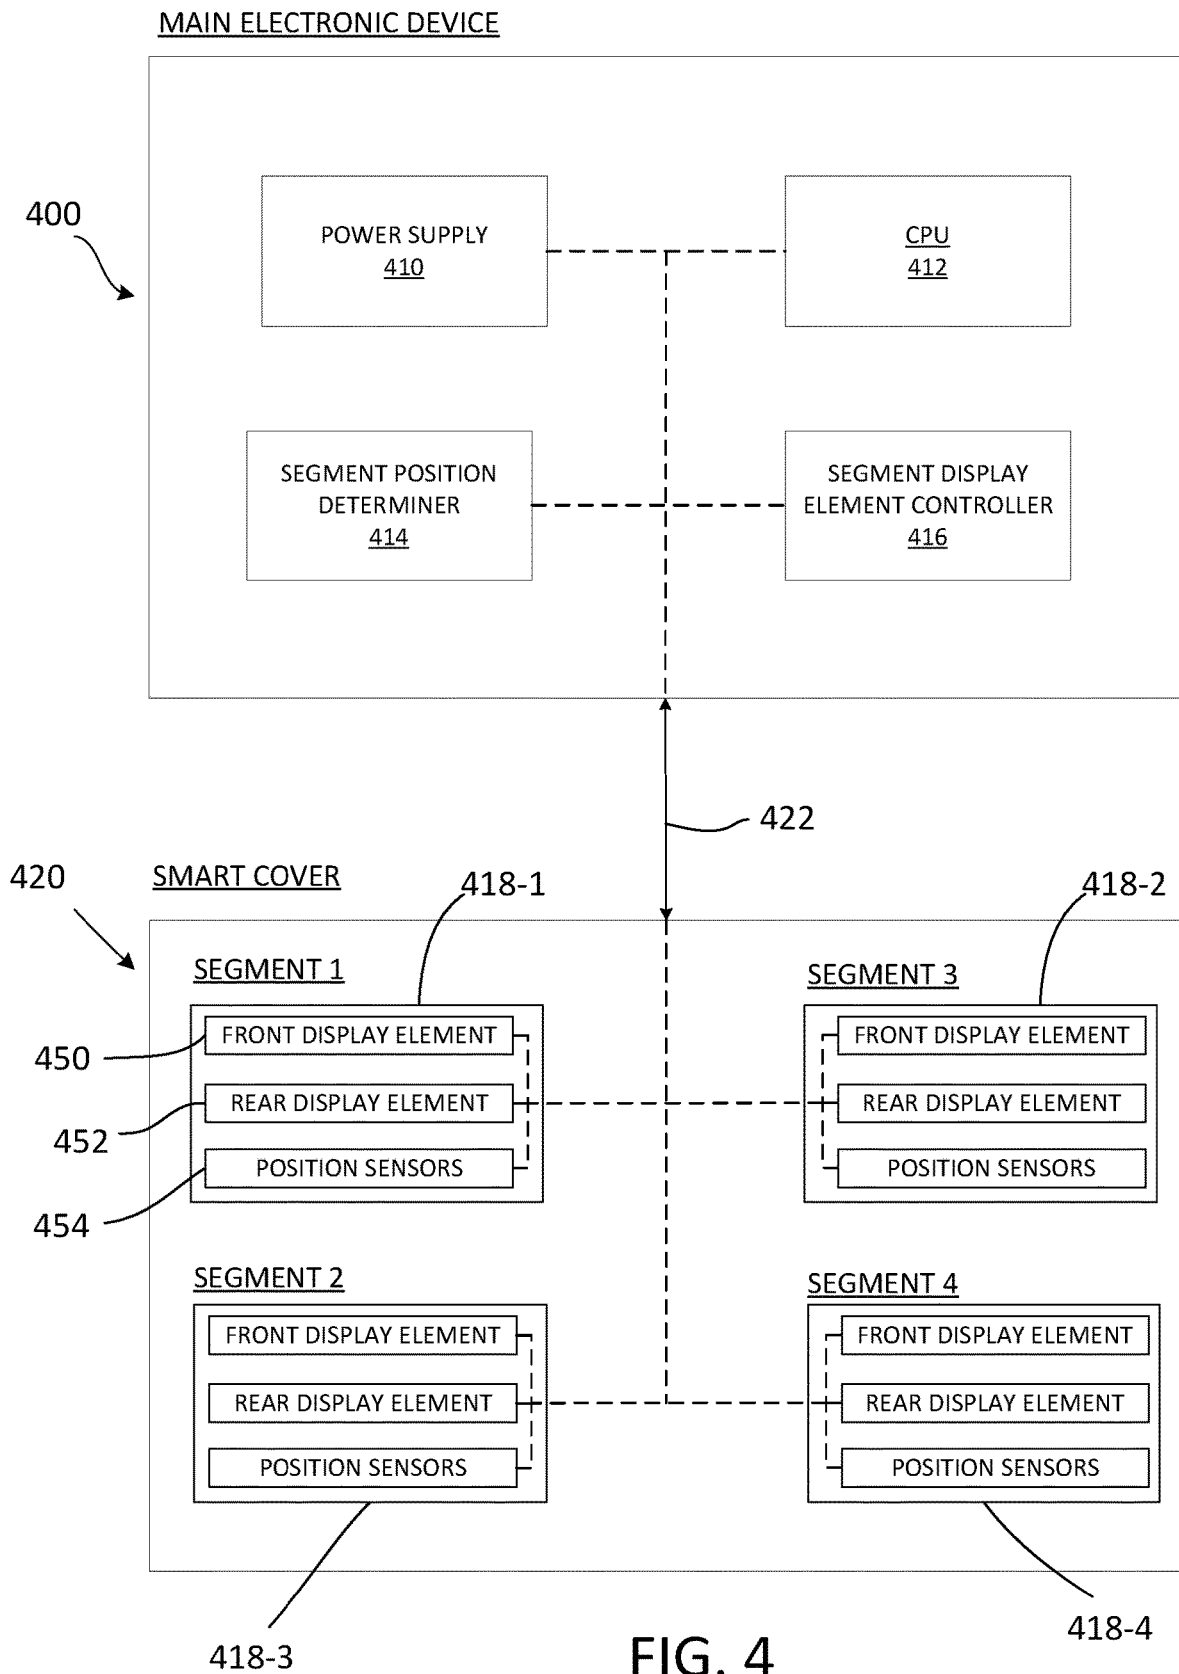 MAIN ELECTRONIC DEVICE
400
POWER SUPPLY
410
CPU
412
SEGMENT POSITION
DETERMINER
414
SEGMENT DISPLAY
ELEMENT CONTROLLER
416
422
420
SMART COVER
418-1
418-2
SEGMENT 1
FRONT DISPLAY ELEMENT
REAR DISPLAY ELEMENT
POSITION SENSORS
450
452
454
SEGMENT 3
FRONT DISPLAY ELEMENT
REAR DISPLAY ELEMENT
POSITION SENSORS
SEGMENT 2
FRONT DISPLAY ELEMENT
REAR DISPLAY ELEMENT
POSITION SENSORS
SEGMENT 4
FRONT DISPLAY ELEMENT
REAR DISPLAY ELEMENT
POSITION SENSORS
418-3
418-4
FIG. 4